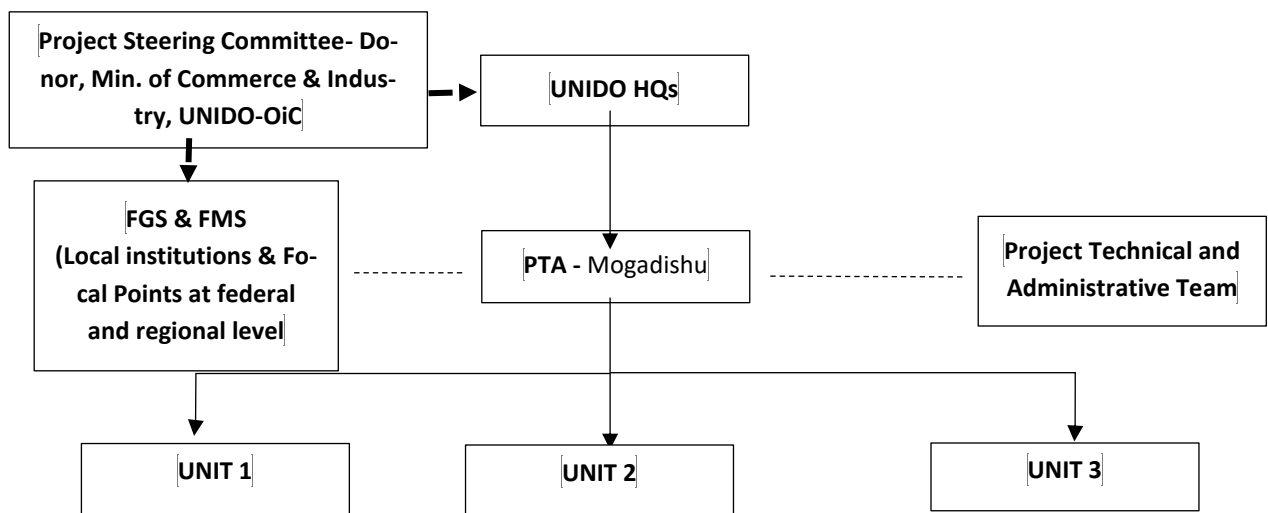 Project Steering Committee- Do-
nor, Min. of Commerce & Indus-
try, UNIDO-OiC
UNIDO HQs
FGS & FMS
(Local institutions & Fo-
cal Points at federal
and regional level
PTA - Mogadishu
Project Technical and
Administrative Team
UNIT 1
UNIT 2
UNIT 3